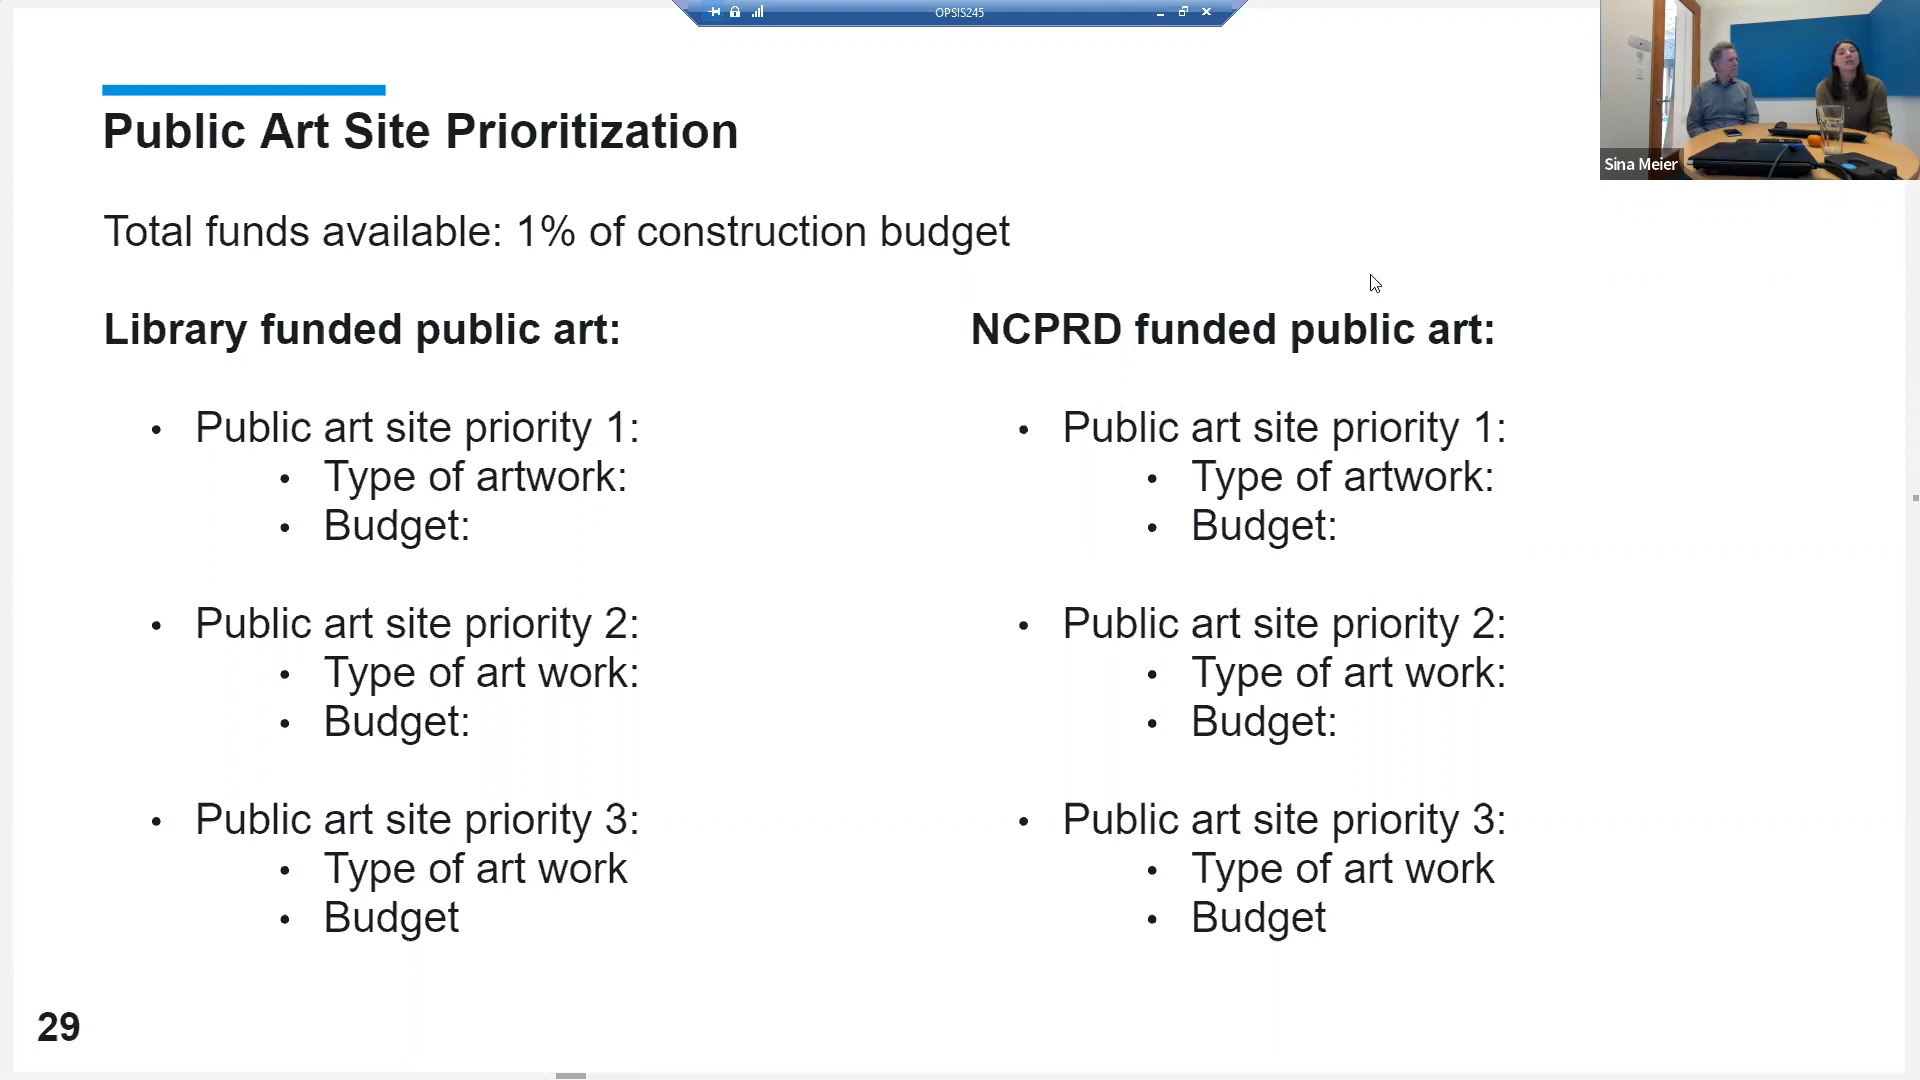 OPSIS245
Sina Meier
Public Art Site Prioritization
Total funds available: 1% of construction budget
Library funded public art:
• Public art site priority 1:
• Type of artwork:
• Budget:
• Public art site priority 2:
• Type of art work:
• Budget:
• Public art site priority 3:
• Type of art work
• Budget
NCPRD funded public art:
• Public art site priority 1:
• Type of artwork:
• Budget:
• Public art site priority 2:
• Type of art work:
• Budget:
• Public art site priority 3:
• Type of art work
• Budget
29